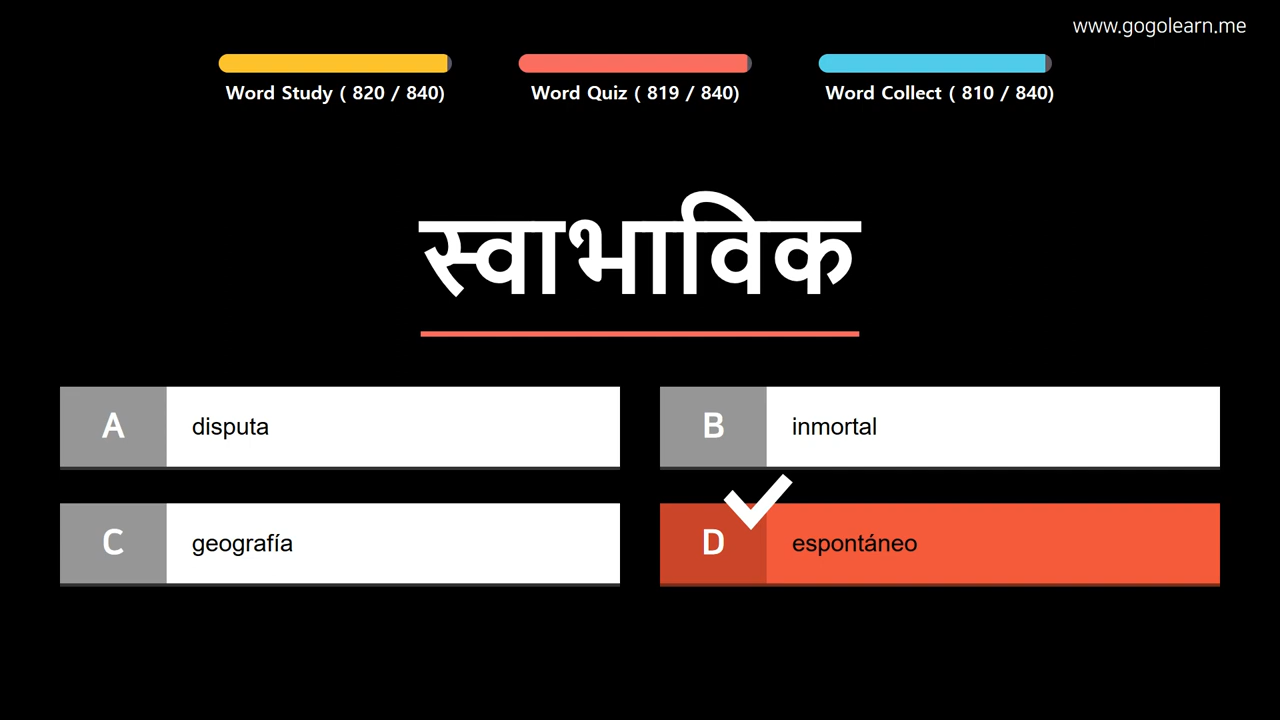 www.gogolearn.me
Word Study ( 820 / 840)
Word Quiz ( 819 / 840)
Word Collect ( 810 / 840)
स्वाभाविक
A disputa
B inmortal
C geografía
D espontáneo